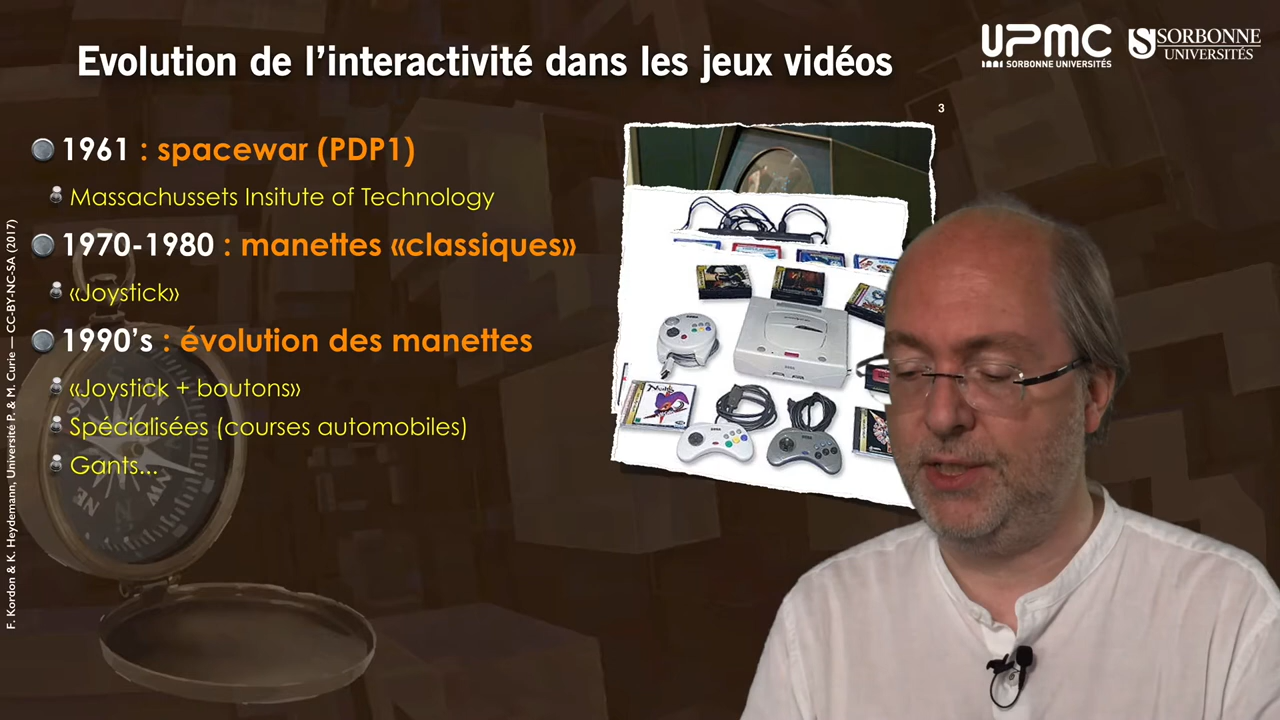 Evolution de l'interactivité dans les jeux vidéos
UPMC
SORBONNE UNIVERSITÉS
SORBONNE
UNIVERSITÉS
3
1961 : spacewar (PDP1)
Massachussets Insitute of Technology
1970-1980 : manettes «classiques»
«Joystick»
1990's : évolution des manettes
«Joystick + boutons»
Spécialisées (courses automobiles)
Gants...
F. Kordon & K. Heydemann, Université P. & M. Curie — CC-BY-NC-SA (2017)